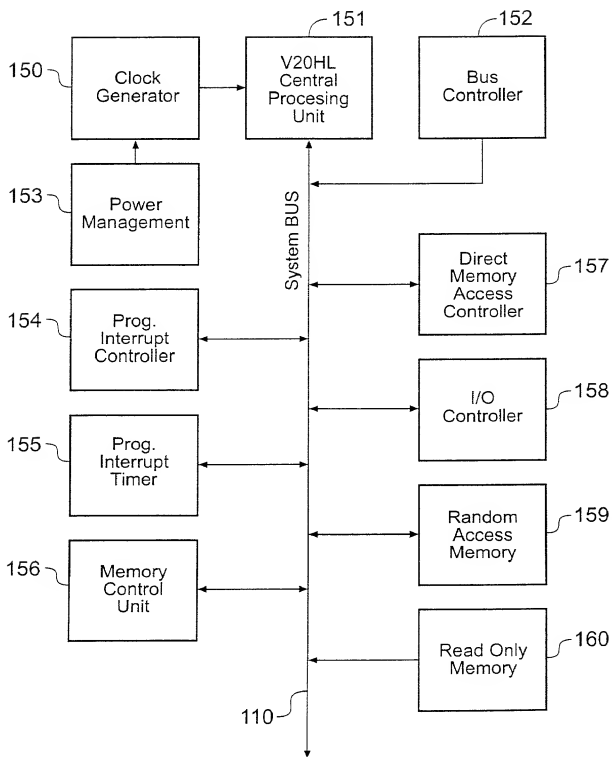 151
152
150
Clock
Generator
V20HL
Central
Procesing
Unit
Bus
Controller
153
Power
Management
System BUS
Direct
Memory
Access
Controller
157
154
Prog.
Interrupt
Controller
I/O
Controller
158
155
Prog.
Interrupt
Timer
Random
Access
Memory
159
156
Memory
Control
Unit
Read Only
Memory
160
110